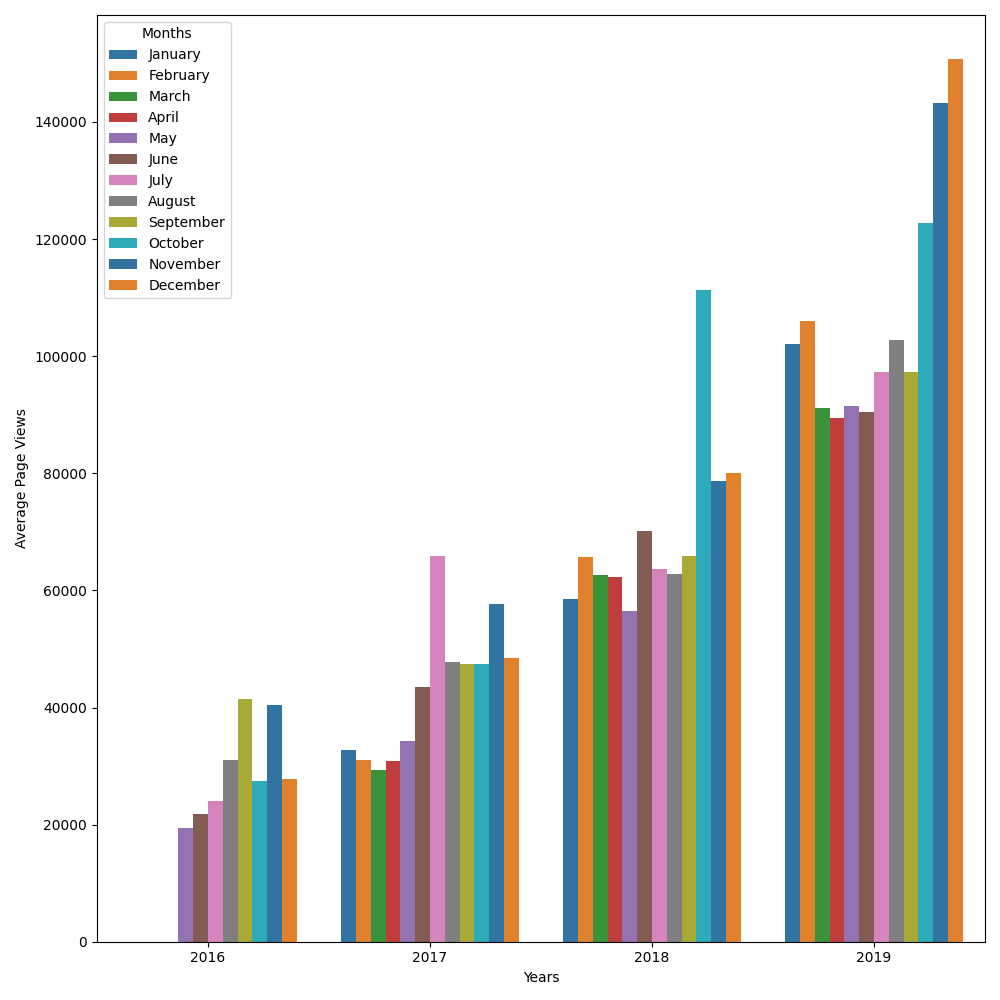 Months
January
February
March
April
May
June
July
August
September
October
November
December
140000
120000
100000
80000
60000
40000
20000
0
Average Page Views
2016 2017 2018 2019
Years